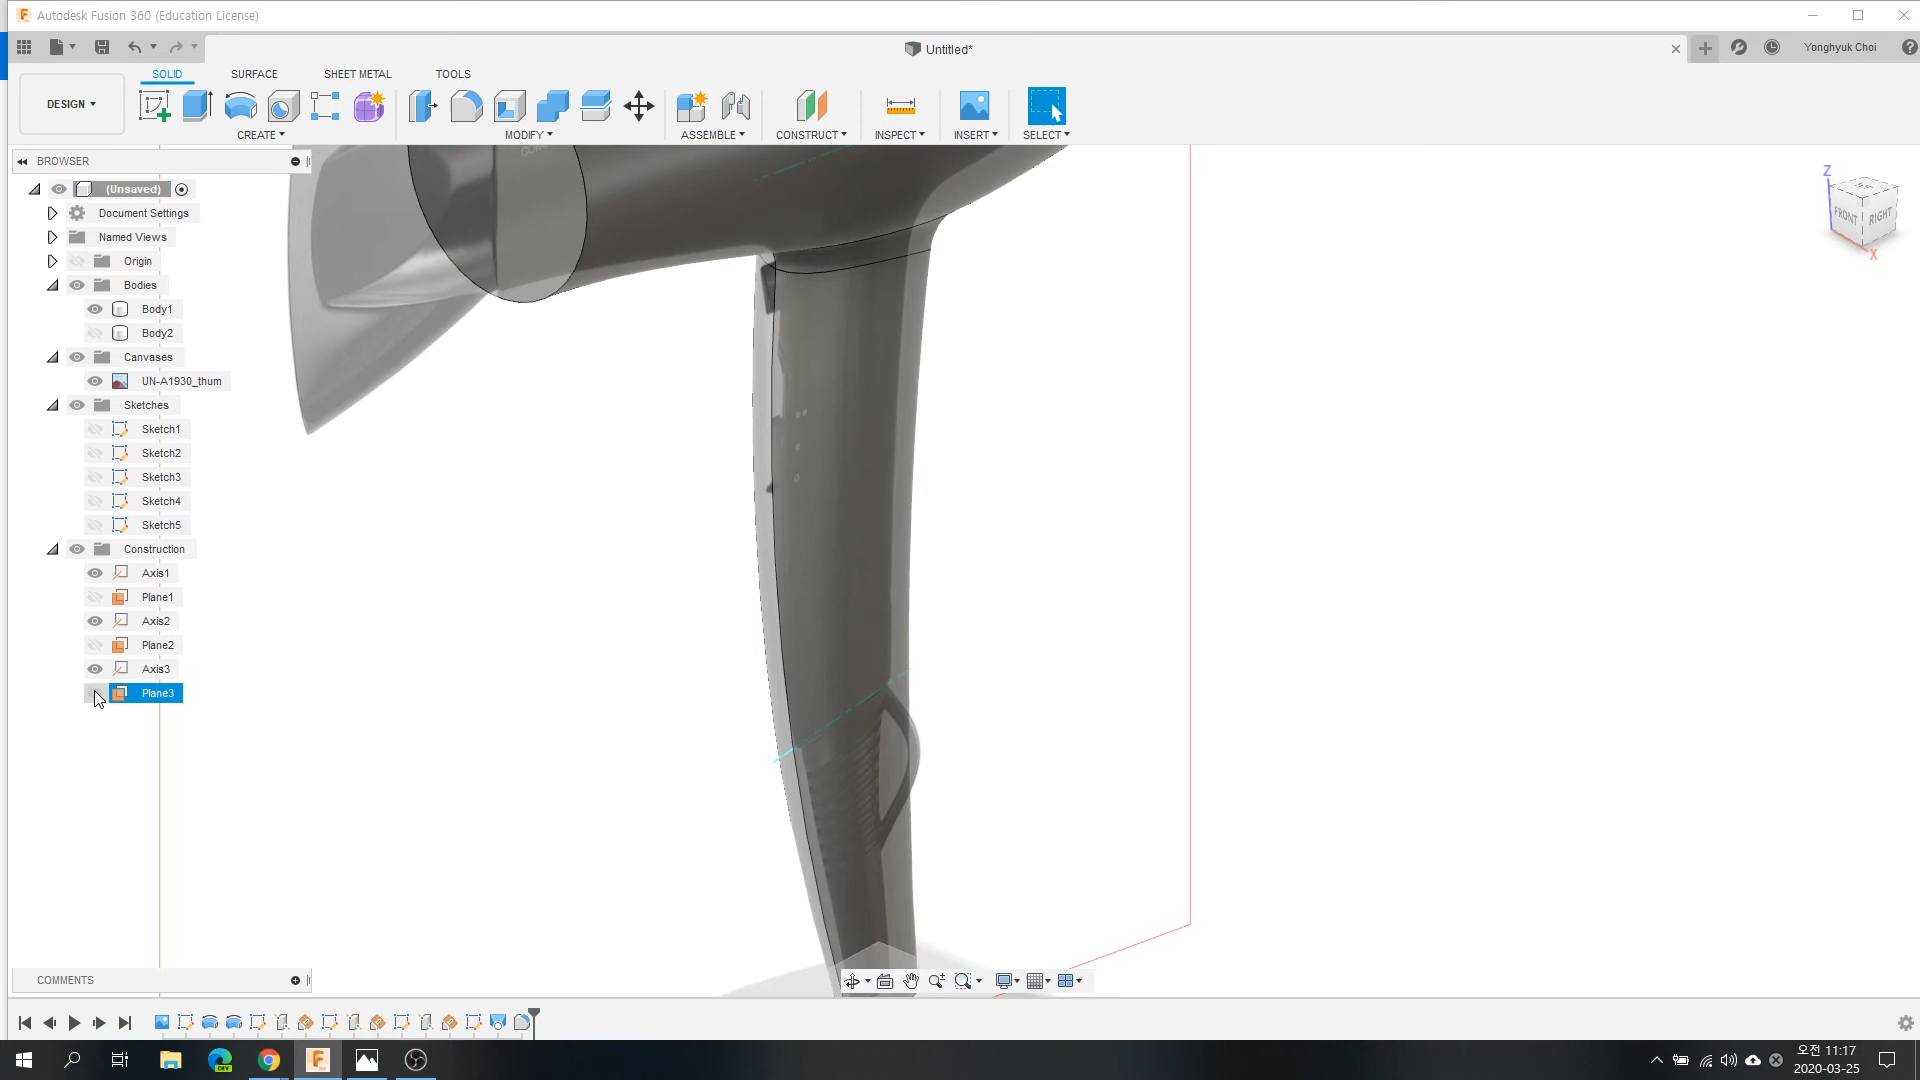 Autodesk Fusion 360 (Education License)
Untitled*
Yonghyuk Choi
SOLID SURFACE SHEET METAL TOOLS
DESIGN
CREATE MODIFY ASSEMBLE CONSTRUCT INSPECT INSERT SELECT
BROWSER
(Unsaved)
Document Settings
Named Views
Origin
Bodies
Body1
Body2
Canvases
UN-A1930_thum
Sketches
Sketch1
Sketch2
Sketch3
Sketch4
Sketch5
Construction
Axis1
Plane1
Axis2
Plane2
Axis3
Plane3
Z
FRONT RIGHT
X
COMMENTS
DEV
오전 11:17
2020-03-25